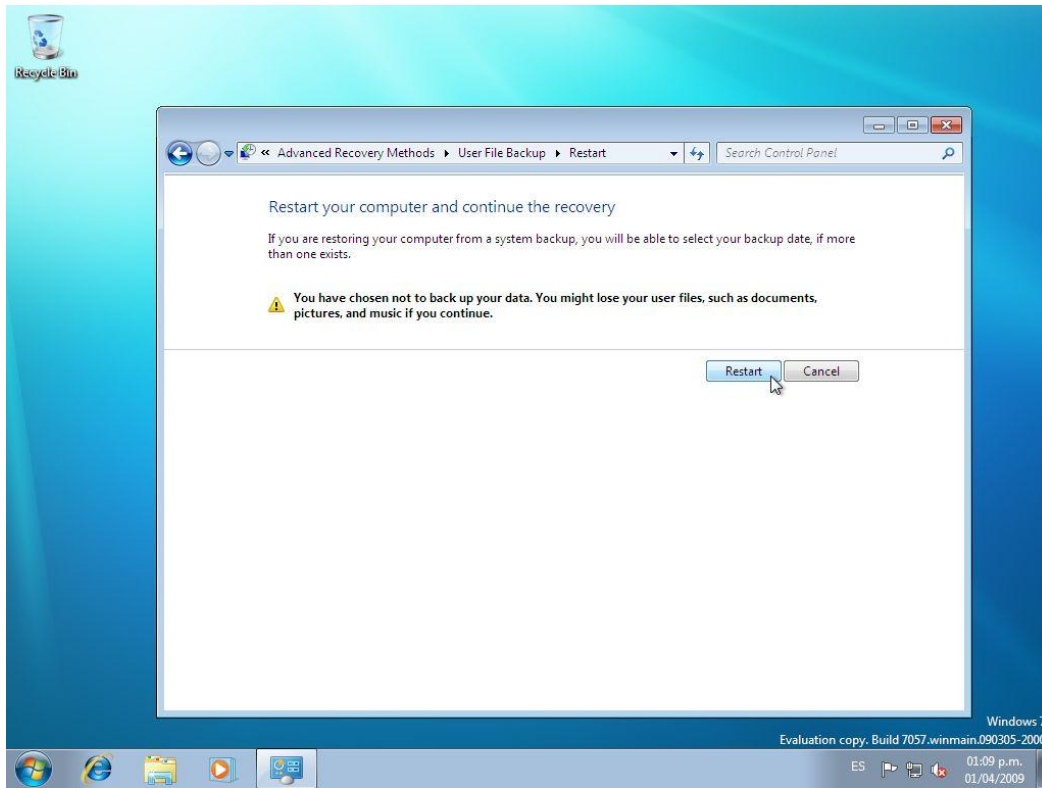 Recycle Bin
« Advanced Recovery Methods User File Backup Restart
Search Control Panel
Restart your computer and continue the recovery
If you are restoring your computer from a system backup, you will be able to select your backup date, if more
than one exists.
You have chosen not to back up your data. You might lose your user files, such as documents,
pictures, and music if you continue.
Restart Cancel
Windows 7
Evaluation copy. Build 7057.winmain.090305-2000
ES
01:09 p.m.
01/04/2009